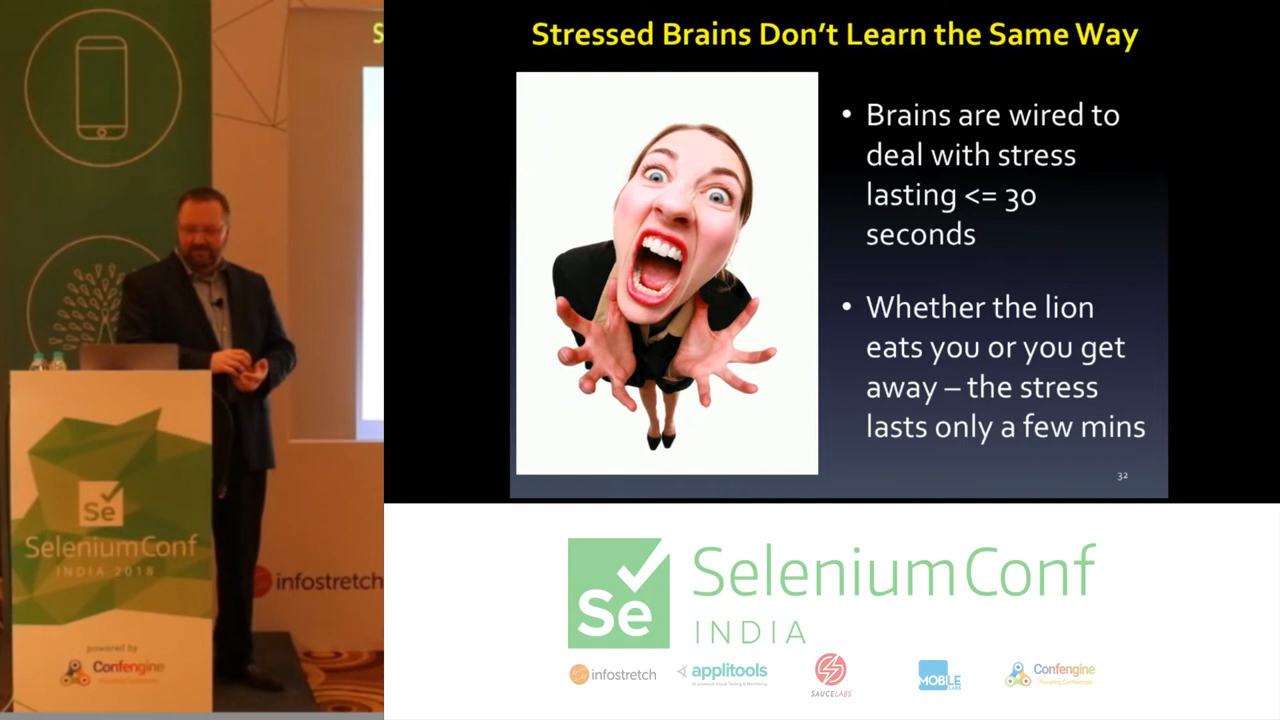 S
Se
SeleniumConf
INDIA 2018
powered by
Confengine
infostretch
Stressed Brains Don't Learn the Same Way
• Brains are wired to
deal with stress
lasting <= 30
seconds
• Whether the lion
eats you or you get
away – the stress
lasts only a few mins
32
Se
SeleniumConf
INDIA
infostretch
applitools
SAUCELABS
MOBILE
LABS
Confengine